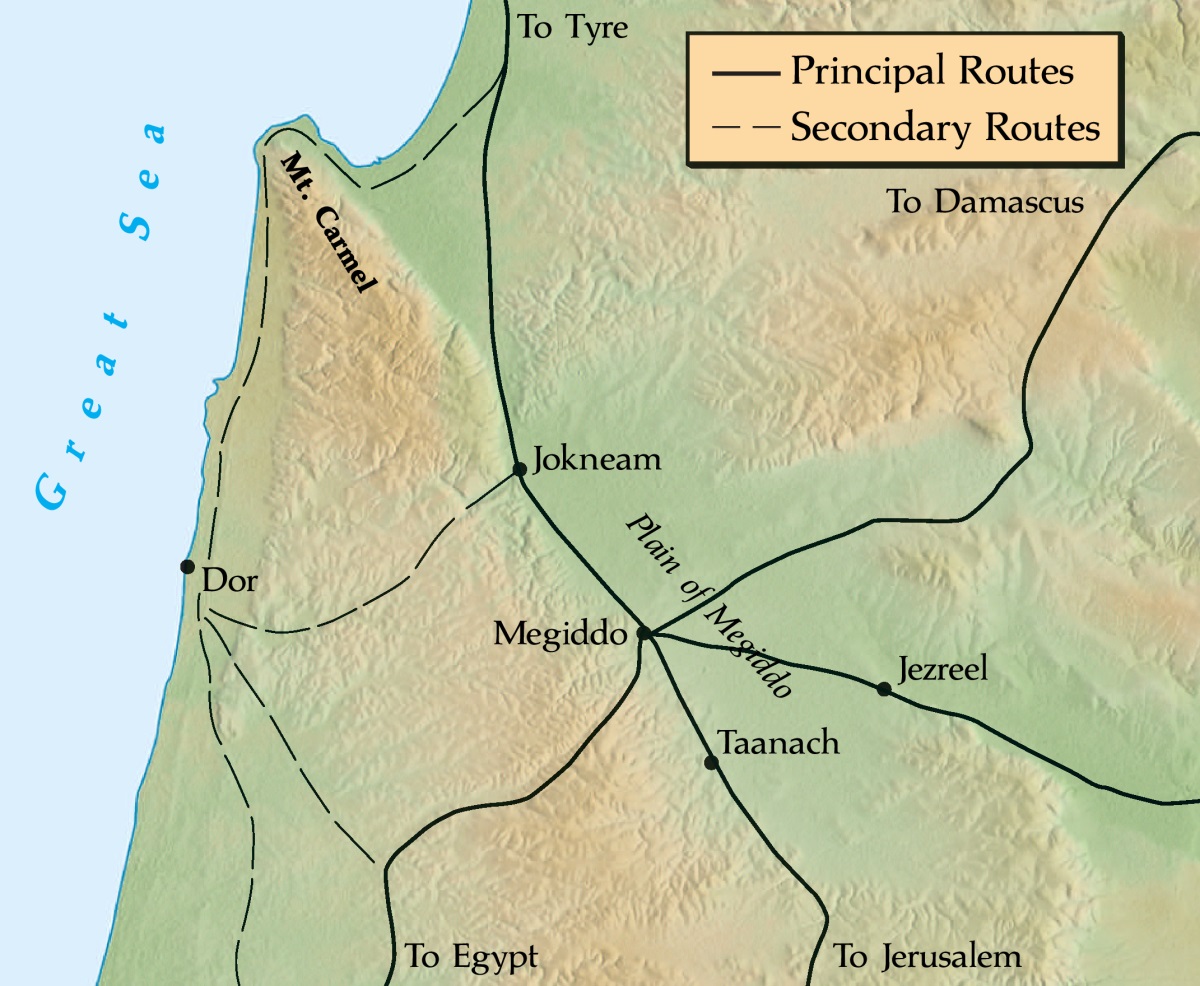 To Tyre
Principal Routes
Secondary Routes
Great Sea
Mt. Carmel
To Damascus
Jokneam
Plain of Megiddo
Dor
Megiddo
Jezreel
Taanach
To Egypt
To Jerusalem